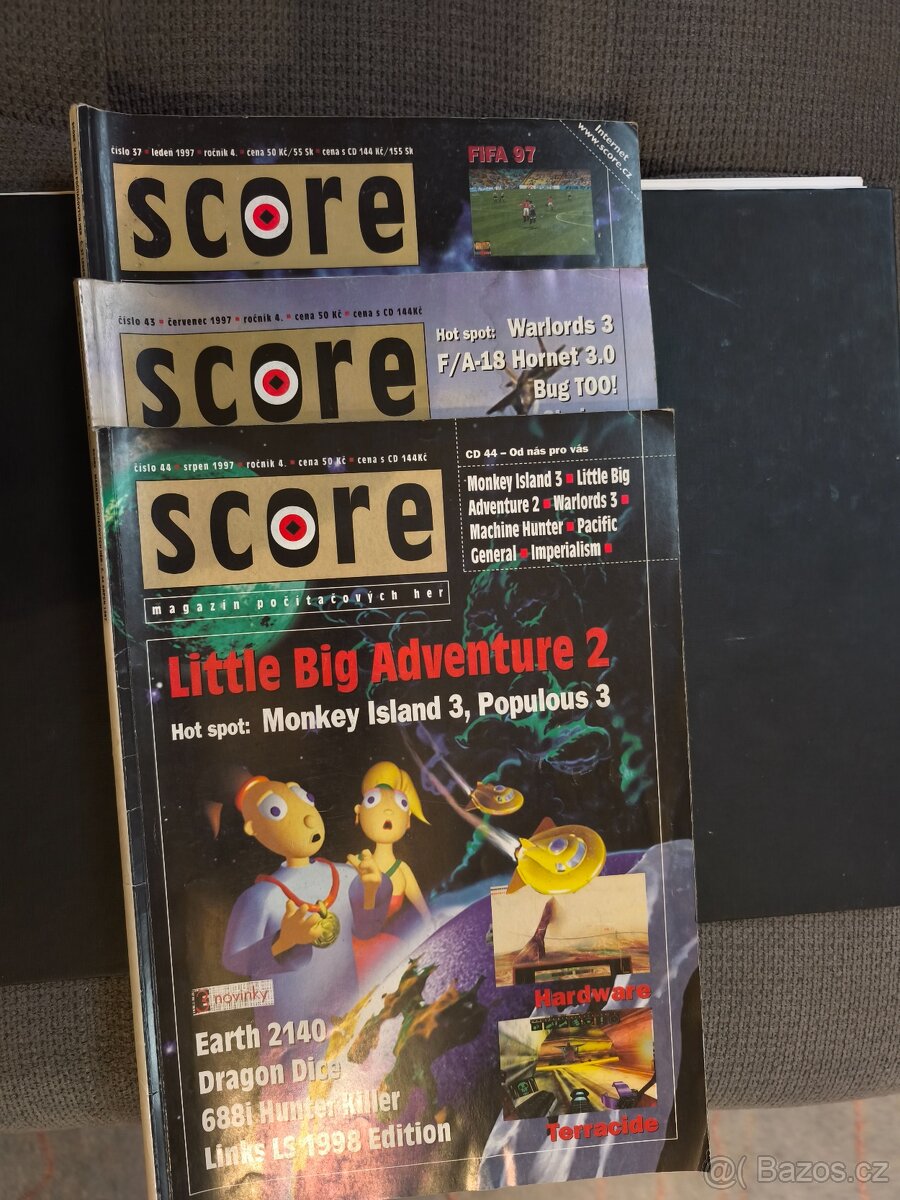 číslo 37 ▪ leden 1997 ▪ ročník 4. ▪ cena 50 Kč/55 Sk ▪ cena s CD 144 Kč/155 Sk
score
FIFA 97
Internet
www.score.cz
číslo 43 ▪ červenec 1997 ▪ ročník 4. ▪ cena 50 Kč ▪ cena s CD 144Kč
score
Hot spot: Warlords 3
F/A-18 Hornet 3.0
Bug TOO!
číslo 44 ▪ srpen 1997 ▪ ročník 4. ▪ cena 50 Kč ▪ cena s CD 144Kč
score
magazín počítačových her
CD 44 – Od nás pro vás
Monkey Island 3 ▪ Little Big
Adventure 2 ▪ Warlords 3 ▪
Machine Hunter ▪ Pacific
General ▪ Imperialism ▪
Little Big Adventure 2
Hot spot: Monkey Island 3, Populous 3
novinky
Earth 2140
Dragon Dice
688i Hunter Killer
Links LS 1998 Edition
Hardware
Terracide
@ Bazos.cz